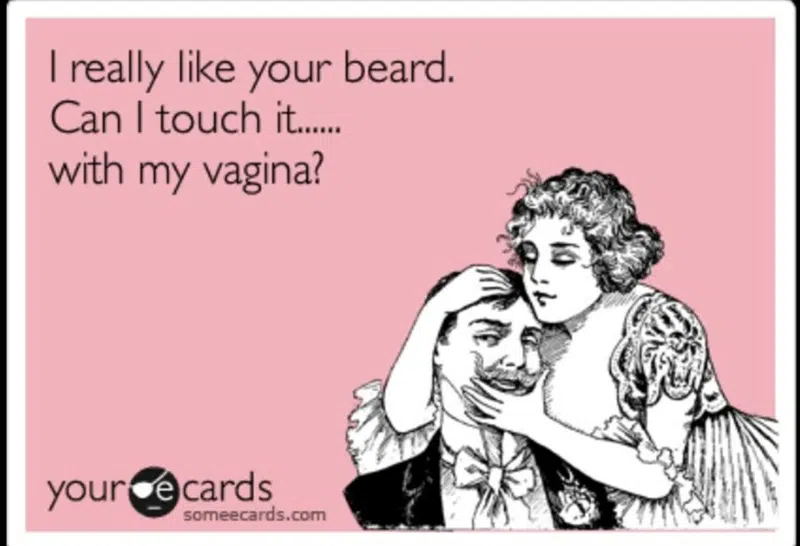 I really like your beard.
Can I touch it......
with my vagina?
your e cards
someecards.com